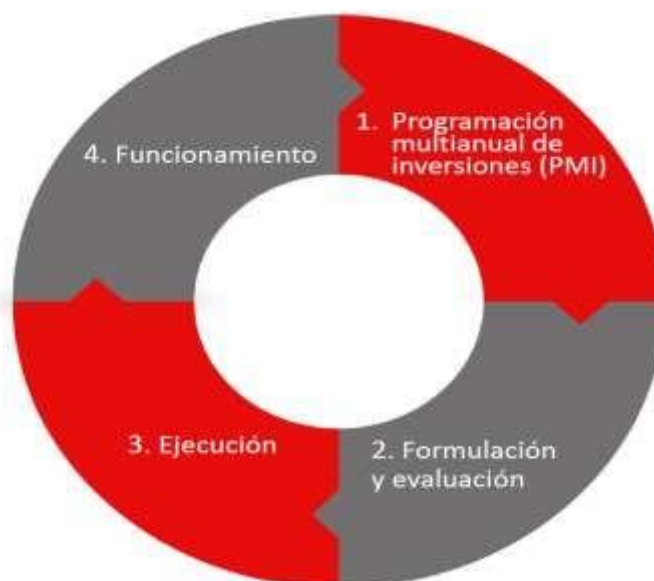 1. Programación
multianual de
inversiones (PMI)
2. Formulación
y evaluación
3. Ejecución
4. Funcionamiento